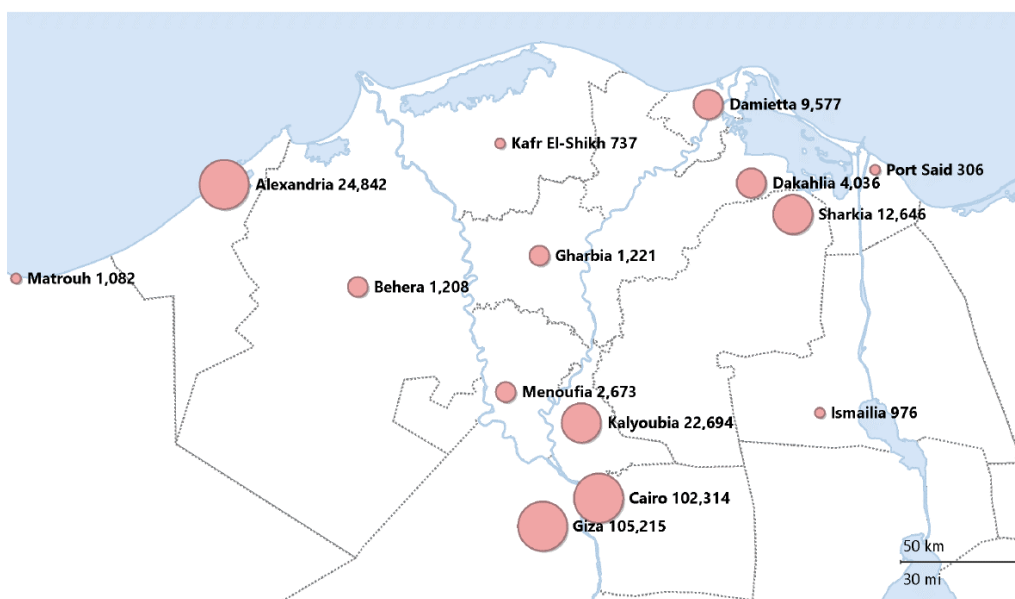 Damietta 9,577
Kafr El-Shikh 737
Port Said 306
Alexandria 24,842
Dakahlia 4,036
Sharkia 12,646
Gharbia 1,221
Matrouh 1,082
Behera 1,208
Menoufia 2,673
Ismailia 976
Kalyoubia 22,694
Cairo 102,314
Giza 105,215
50 km
30 mi